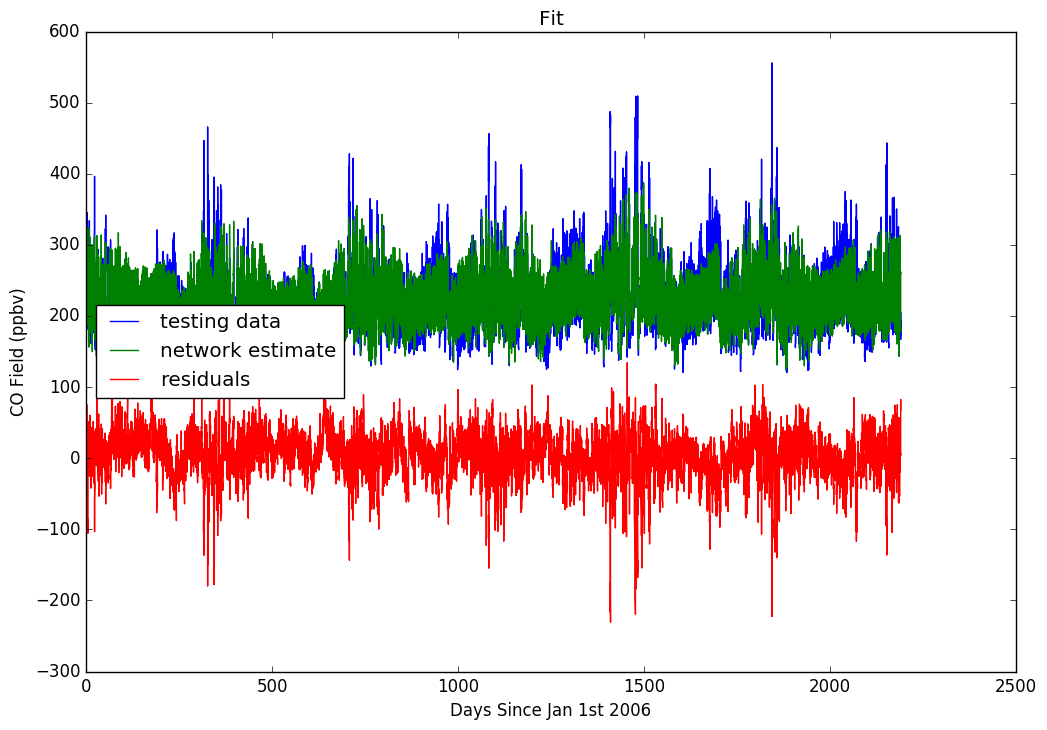 Fit
600
500
400
300
200
100
0
−100
−200
−300
CO Field (ppbv)
testing data
network estimate
residuals
0 500 1000 1500 2000 2500
Days Since Jan 1st 2006